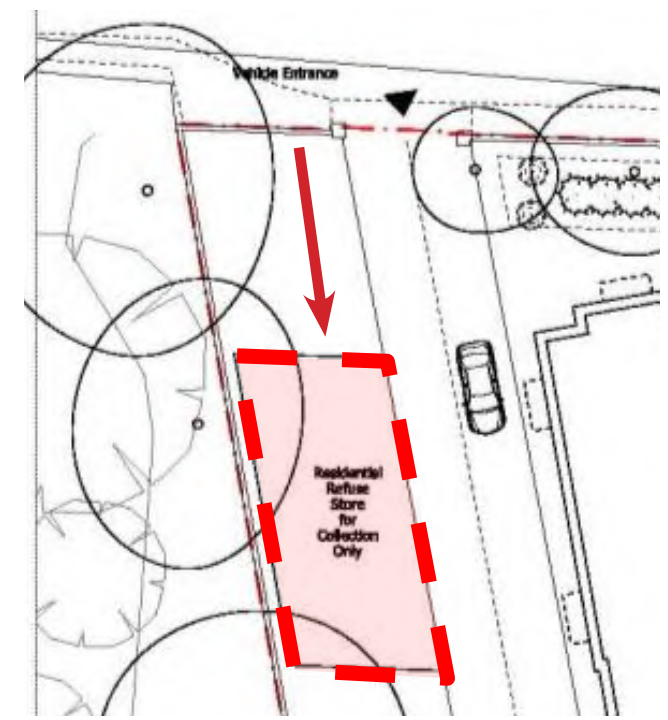 Vehicle Entrance
Residential
Refuse
Store
for
Collection
Only